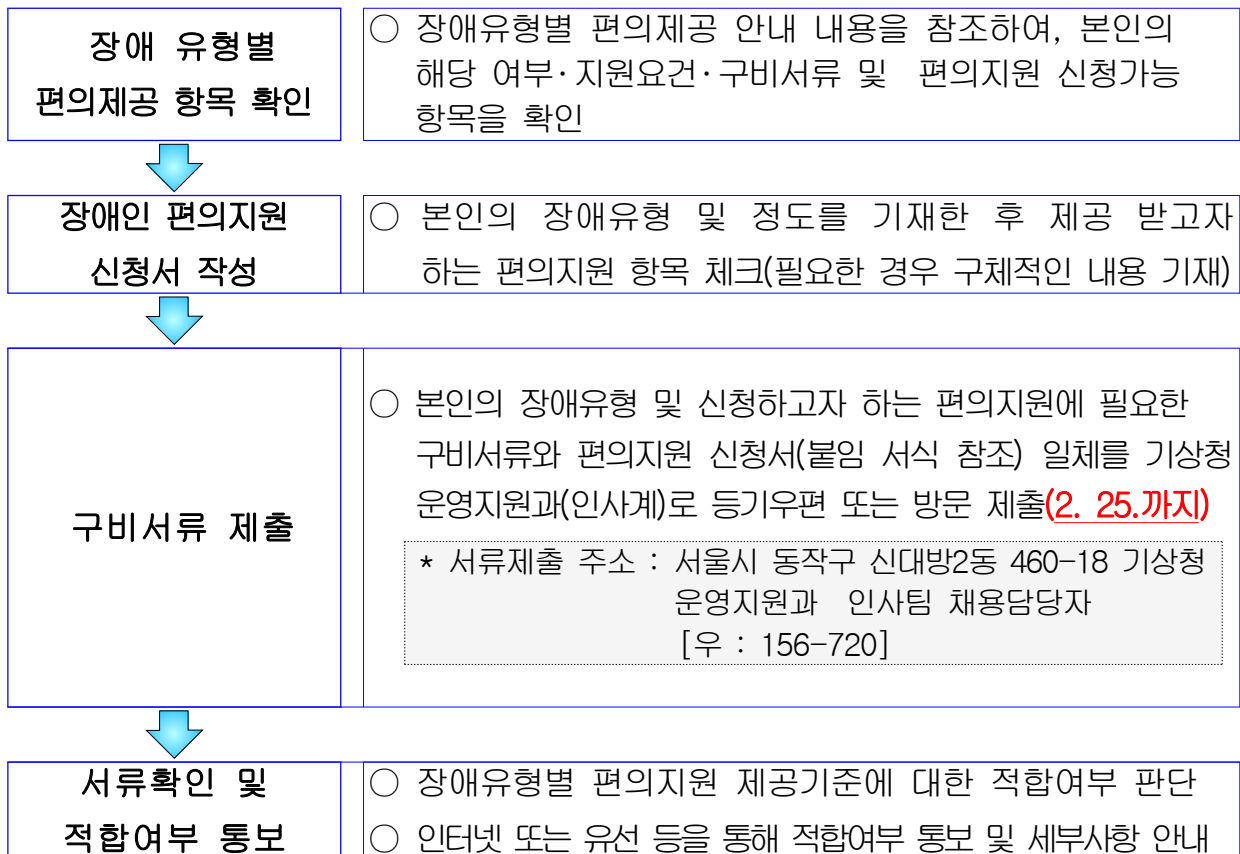 장애 유형별
편의제공 항목 확인
○ 장애유형별 편의제공 안내 내용을 참조하여, 본인의
해당 여부·지원요건·구비서류 및 편의지원 신청가능
항목을 확인
장애인 편의지원
신청서 작성
○ 본인의 장애유형 및 정도를 기재한 후 제공 받고자
하는 편의지원 항목 체크(필요한 경우 구체적인 내용 기재)
구비서류 제출
○ 본인의 장애유형 및 신청하고자 하는 편의지원에 필요한
구비서류와 편의지원 신청서(붙임 서식 참조) 일체를 기상청
운영지원과(인사계)로 등기우편 또는 방문 제출(2. 25.까지)
* 서류제출 주소 : 서울시 동작구 신대방2동 460-18 기상청
운영지원과 인사팀 채용담당자
[우 : 156-720]
서류확인 및
적합여부 통보
○ 장애유형별 편의지원 제공기준에 대한 적합여부 판단
○ 인터넷 또는 유선 등을 통해 적합여부 통보 및 세부사항 안내